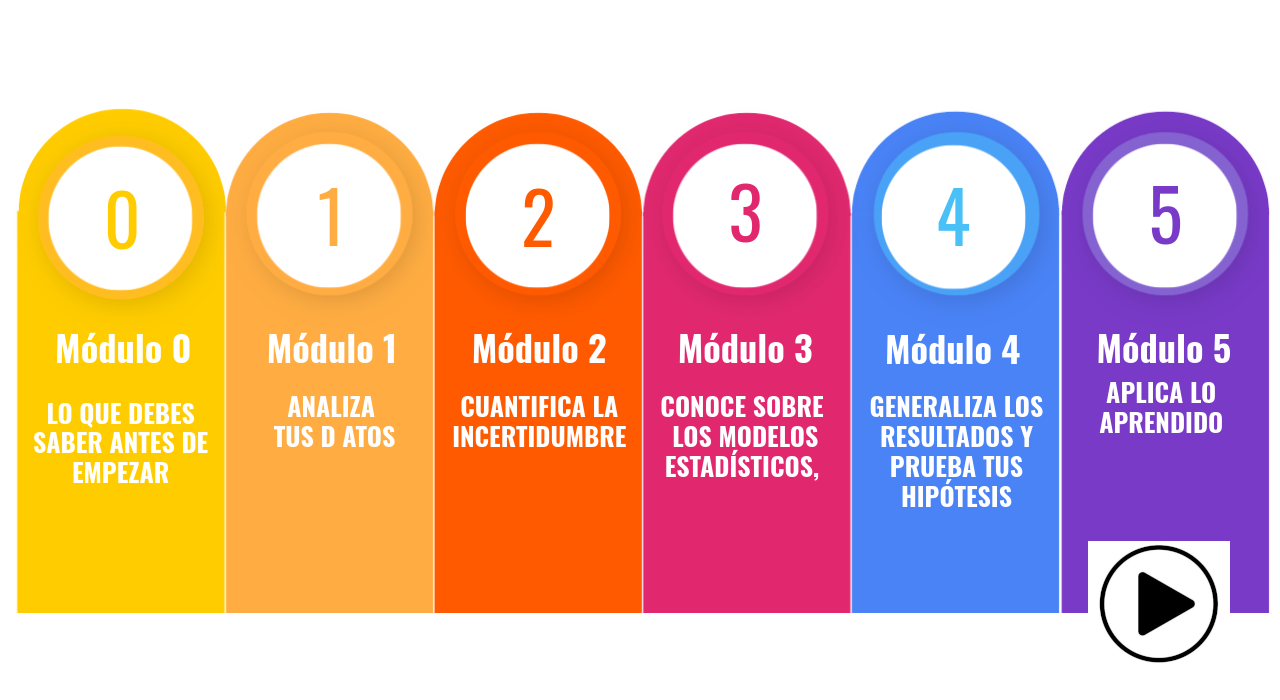 0
Módulo 0
LO QUE DEBES
SABER ANTES DE
EMPEZAR
1
Módulo 1
ANALIZA
TUS D ATOS
2
Módulo 2
CUANTIFICA LA
INCERTIDUMBRE
3
Módulo 3
CONOCE SOBRE
LOS MODELOS
ESTADÍSTICOS,
4
Módulo 4
GENERALIZA LOS
RESULTADOS Y
PRUEBA TUS
HIPÓTESIS
5
Módulo 5
APLICA LO
APRENDIDO